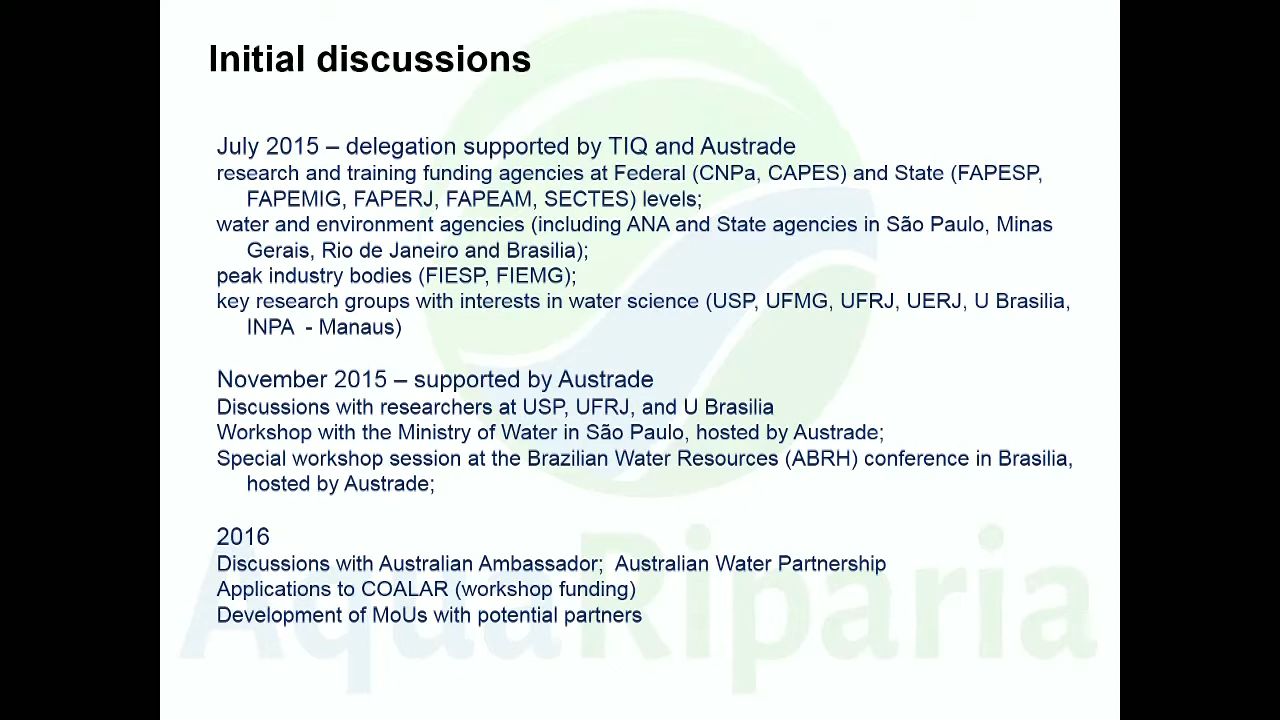 Initial discussions
July 2015 – delegation supported by TIQ and Austrade
research and training funding agencies at Federal (CNPa, CAPES) and State (FAPESP,
FAPEMIG, FAPERJ, FAPEAM, SECTES) levels;
water and environment agencies (including ANA and State agencies in São Paulo, Minas
Gerais, Rio de Janeiro and Brasilia);
peak industry bodies (FIESP, FIEMG);
key research groups with interests in water science (USP, UFMG, UFRJ, UERJ, U Brasilia,
INPA - Manaus)
November 2015 – supported by Austrade
Discussions with researchers at USP, UFRJ, and U Brasilia
Workshop with the Ministry of Water in São Paulo, hosted by Austrade;
Special workshop session at the Brazilian Water Resources (ABRH) conference in Brasilia,
hosted by Austrade;
2016
Discussions with Australian Ambassador; Australian Water Partnership
Applications to COALAR (workshop funding)
Development of MoUs with potential partners
AquaRiparia